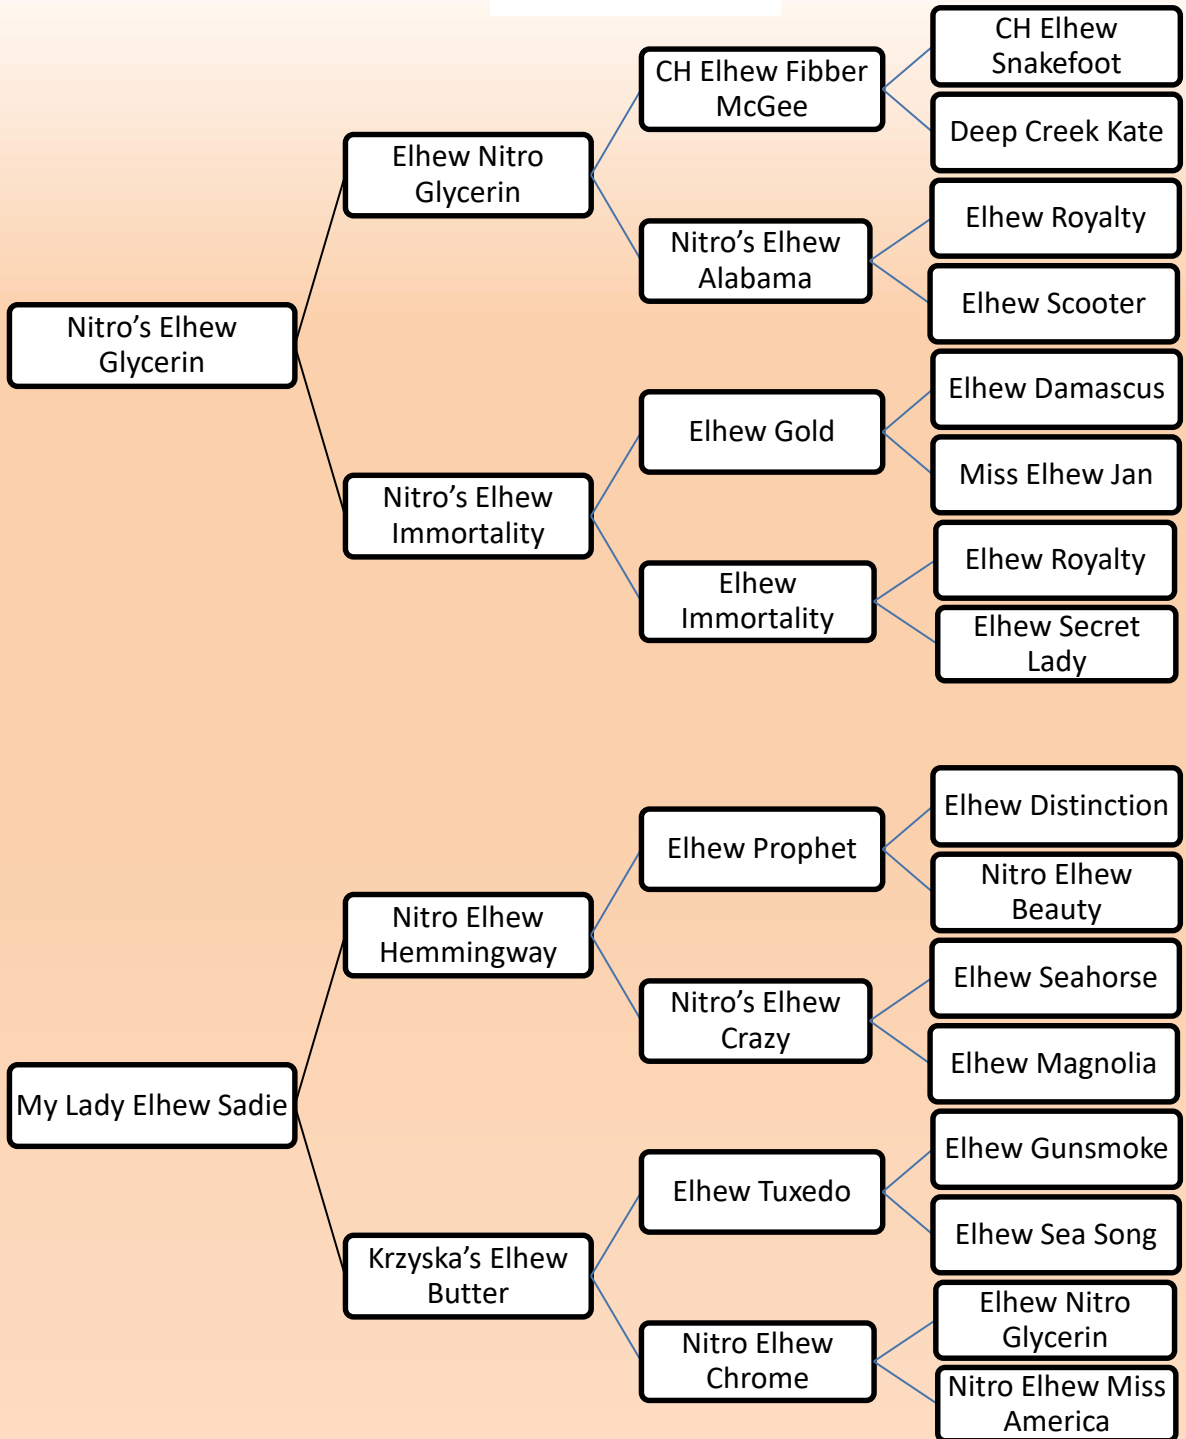 Nitro’s Elhew
Glycerin
Elhew Nitro
Glycerin
CH Elhew Fibber
McGee
CH Elhew
Snakefoot
Deep Creek Kate
Nitro’s Elhew
Alabama
Elhew Royalty
Elhew Scooter
Nitro’s Elhew
Immortality
Elhew Gold
Elhew Damascus
Miss Elhew Jan
Elhew
Immortality
Elhew Royalty
Elhew Secret
Lady
My Lady Elhew Sadie
Nitro Elhew
Hemmingway
Elhew Prophet
Elhew Distinction
Nitro Elhew
Beauty
Nitro’s Elhew
Crazy
Elhew Seahorse
Elhew Magnolia
Krzyska’s Elhew
Butter
Elhew Tuxedo
Elhew Gunsmoke
Elhew Sea Song
Nitro Elhew
Chrome
Elhew Nitro
Glycerin
Nitro Elhew Miss
America